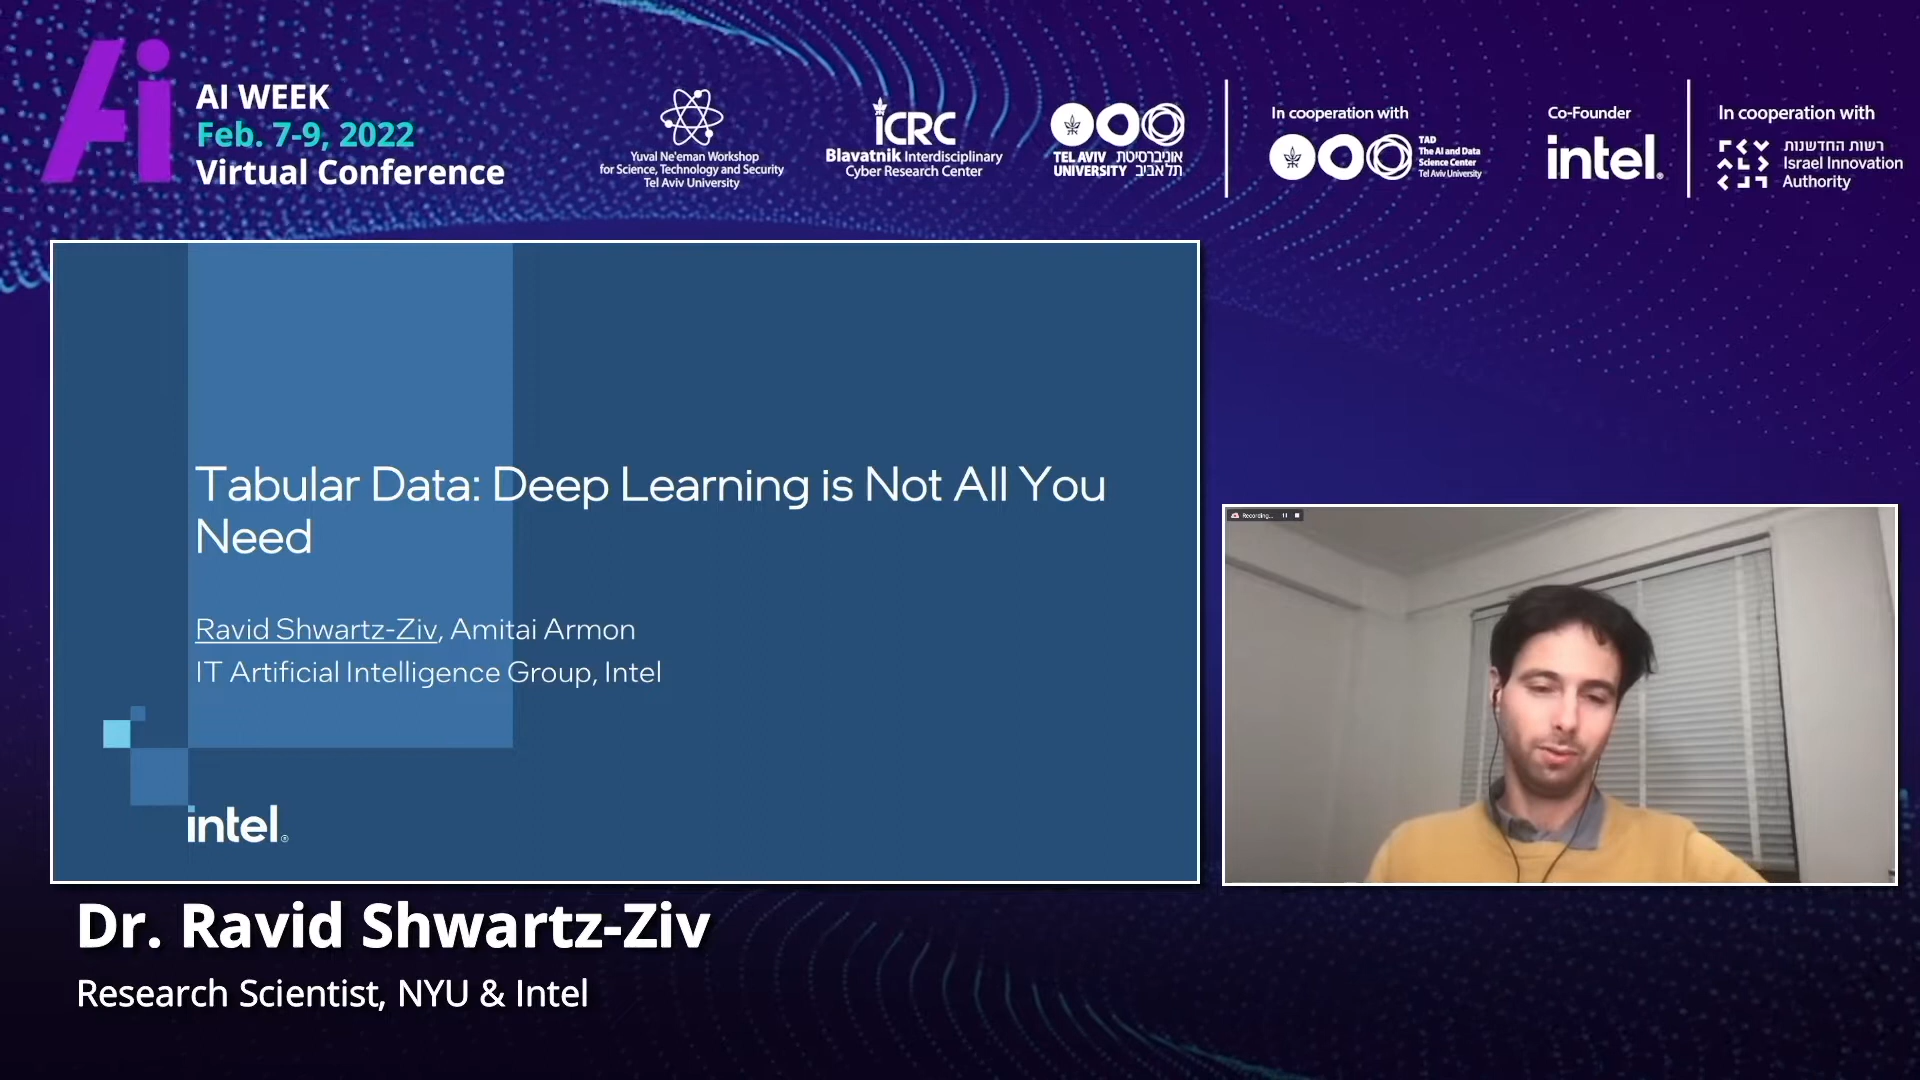 Ai
AI WEEK
Feb. 7-9, 2022
Virtual Conference
Yuval Ne'eman Workshop
for Science, Technology and Security
Tel Aviv University
iCRC
Blavatnik Interdisciplinary
Cyber Research Center
TEL AVIV אוניברסיטת
UNIVERSITY תל אביב
In cooperation with
TAD
The AI and Data
Science Center
Tel Aviv University
Co-Founder
intel®
In cooperation with
רשות החדשנות
Israel Innovation
Authority
Tabular Data: Deep Learning is Not All You
Need
Ravid Shwartz-Ziv, Amitai Armon
IT Artificial Intelligence Group, Intel
intel®
Recording...
Dr. Ravid Shwartz-Ziv
Research Scientist, NYU & Intel